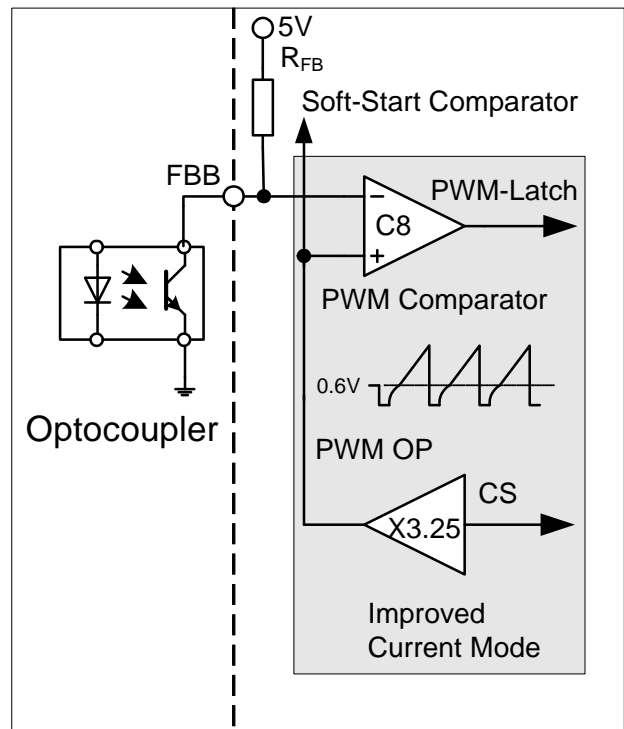 5V
R_FB
Soft-Start Comparator
FBB
PWM-Latch
C8
PWM Comparator
0.6V
Optocoupler
PWM OP
CS
X3.25
Improved
Current Mode